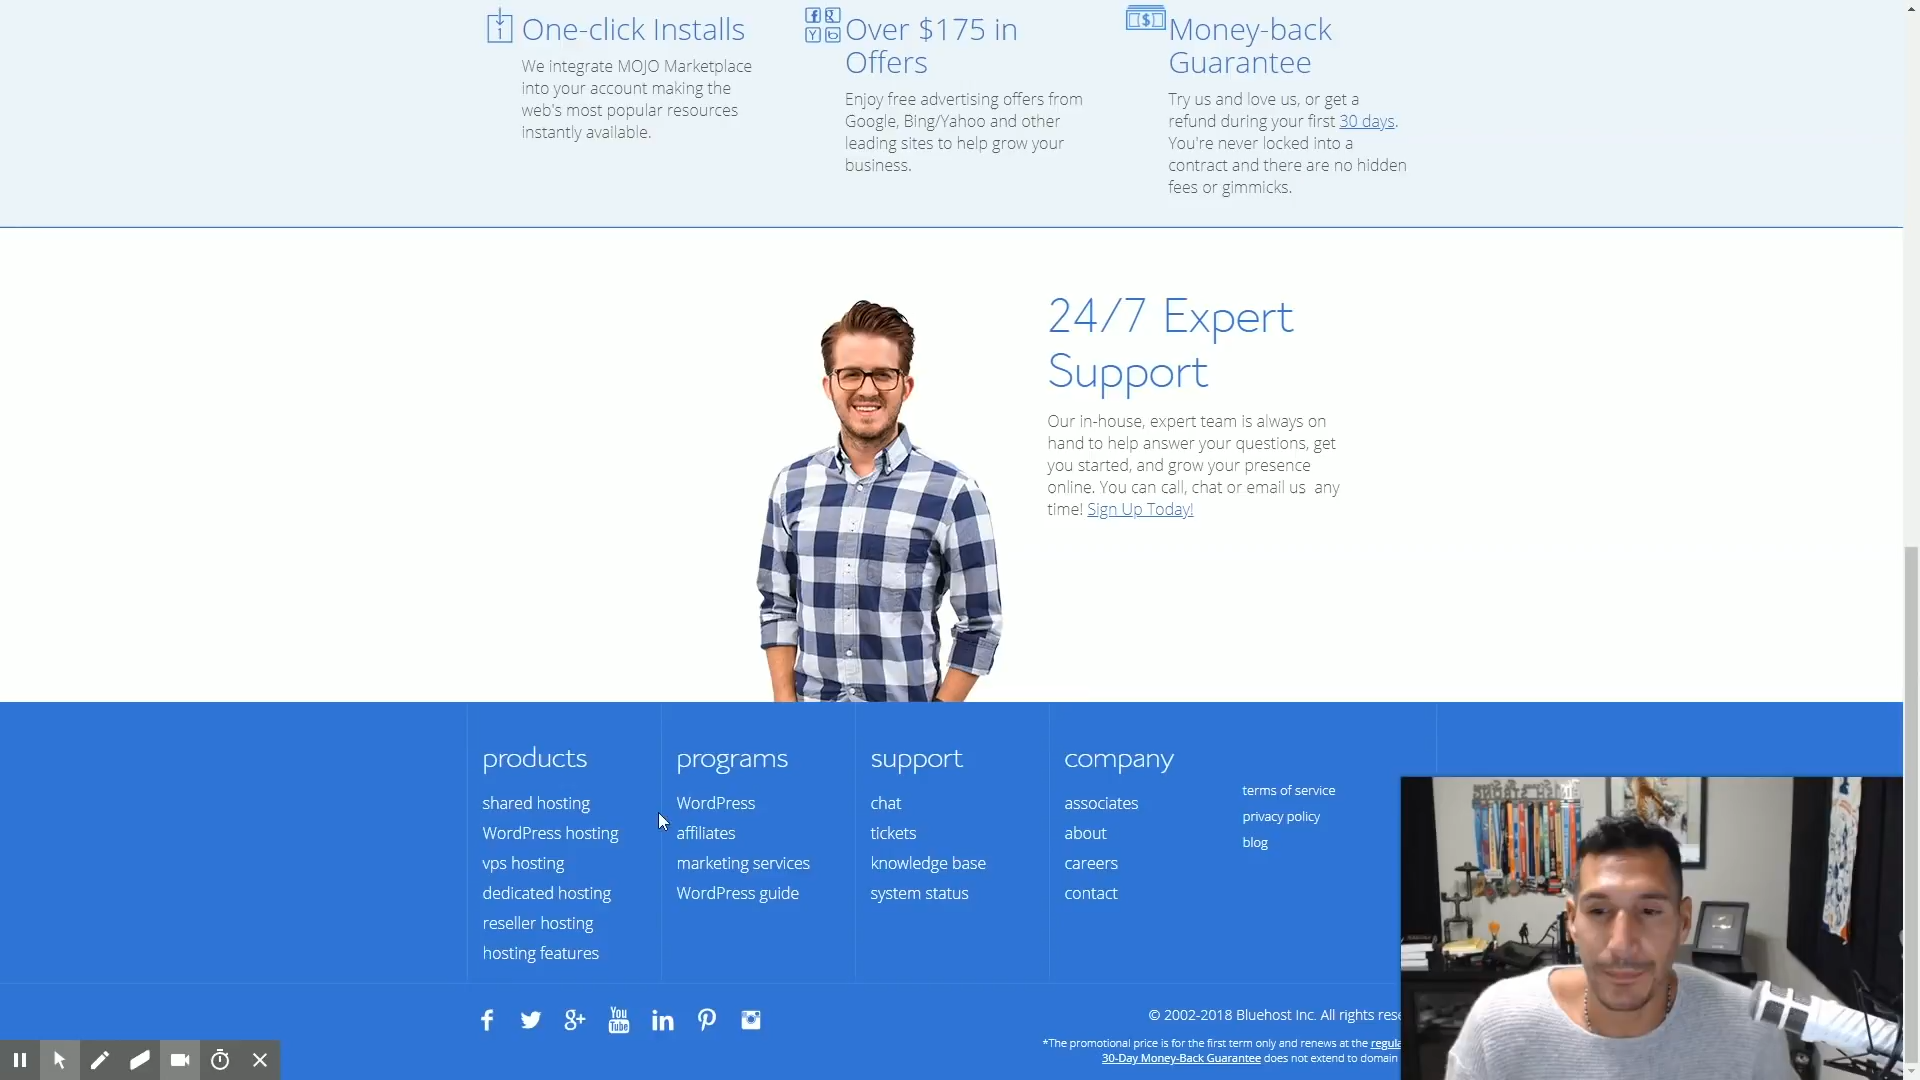 One-click Installs
We integrate MOJO Marketplace
into your account making the
web's most popular resources
instantly available.
Over $175 in
Offers
Enjoy free advertising offers from
Google, Bing/Yahoo and other
leading sites to help grow your
business.
Money-back
Guarantee
Try us and love us, or get a
refund during your first 30 days.
You're never locked into a
contract and there are no hidden
fees or gimmicks.
24/7 Expert
Support
Our in-house, expert team is always on
hand to help answer your questions, get
you started, and grow your presence
online. You can call, chat or email us any
time! Sign Up Today!
products
shared hosting
WordPress hosting
vps hosting
dedicated hosting
reseller hosting
hosting features
programs
WordPress
affiliates
marketing services
WordPress guide
support
chat
tickets
knowledge base
system status
company
associates
about
careers
contact
terms of service
privacy policy
blog
You
Tube
© 2002-2018 Bluehost Inc. All rights rese
*The promotional price is for the first term only and renews at the regula
30-Day Money-Back Guarantee does not extend to domain